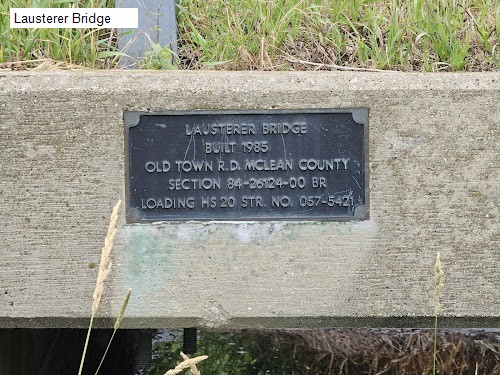 Lausterer Bridge
LAUSTERER BRIDGE
BUILT 1985
OLD TOWN R.D. MCLEAN COUNTY
SECTION 84-26124-00 BR
LOADING HS 20 STR. NO. 057-5421